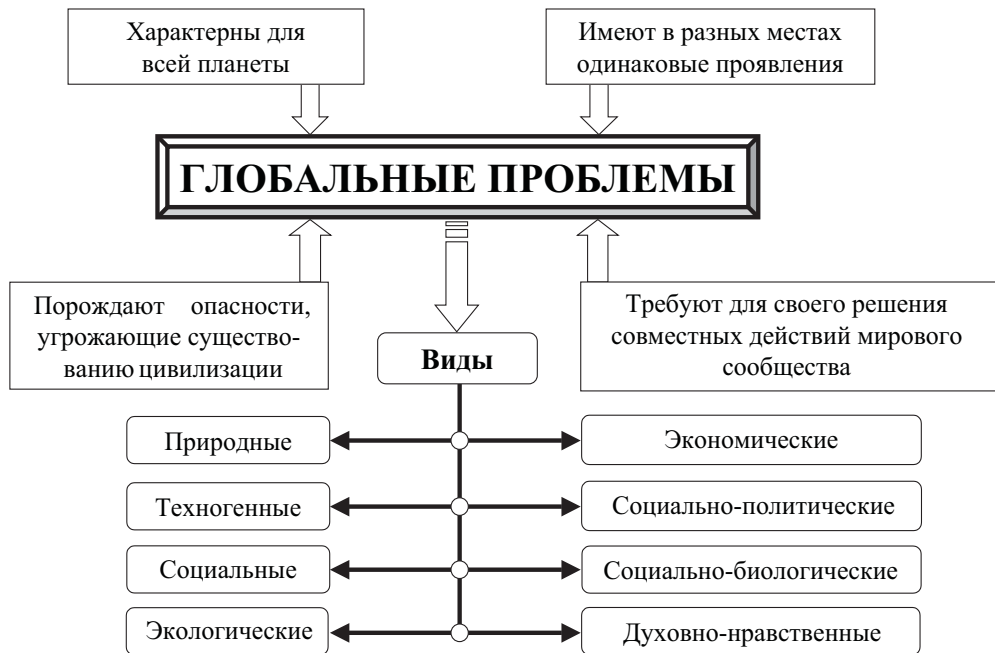 Характерны для
всей планеты
Имеют в разных местах
одинаковые проявления
ГЛОБАЛЬНЫЕ ПРОБЛЕМЫ
Порождают опасности,
угрожающие существо-
ванию цивилизации
Требуют для своего решения
совместных действий мирового
сообщества
Виды
Природные
Экономические
Техногенные
Социально-политические
Социальные
Социально-биологические
Экологические
Духовно-нравственные